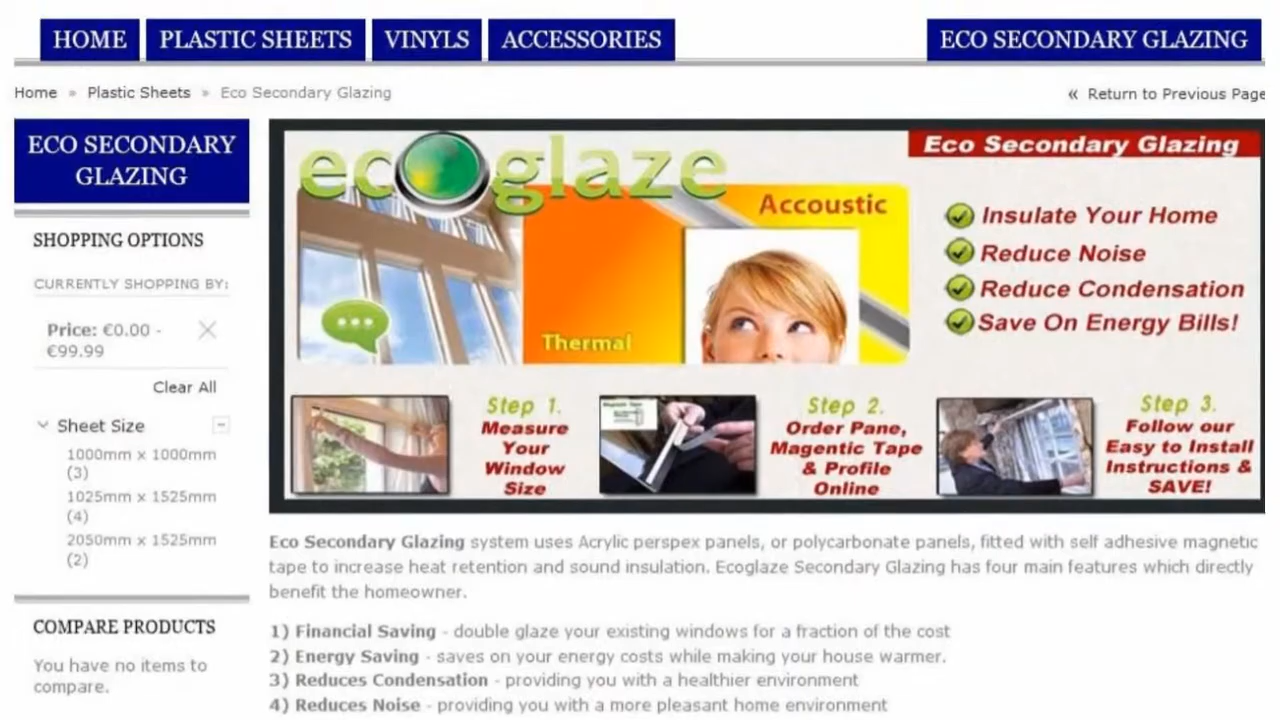 HOME PLASTIC SHEETS VINYLS ACCESSORIES ECO SECONDARY GLAZING
Home » Plastic Sheets » Eco Secondary Glazing
« Return to Previous Page
ECO SECONDARY
GLAZING
SHOPPING OPTIONS
CURRENTLY SHOPPING BY:
Price: €0.00 -
€99.99
Clear All
Sheet Size
1000mm x 1000mm
(3)
1025mm x 1525mm
(4)
2050mm x 1525mm
(2)
COMPARE PRODUCTS
You have no items to
compare.
ecoglaze
Accoustic
Thermal
Eco Secondary Glazing
Insulate Your Home
Reduce Noise
Reduce Condensation
Save On Energy Bills!
Step 1.
Measure
Your
Window
Size
Step 2.
Order Pane,
Magentic Tape
& Profile
Online
Step 3.
Follow our
Easy to Install
Instructions &
SAVE!
Eco Secondary Glazing system uses Acrylic perspex panels, or polycarbonate panels, fitted with self adhesive magnetic
tape to increase heat retention and sound insulation. Ecoglaze Secondary Glazing has four main features which directly
benefit the homeowner.
1) Financial Saving - double glaze your existing windows for a fraction of the cost
2) Energy Saving - saves on your energy costs while making your house warmer.
3) Reduces Condensation - providing you with a healthier environment
4) Reduces Noise - providing you with a more pleasant home environment